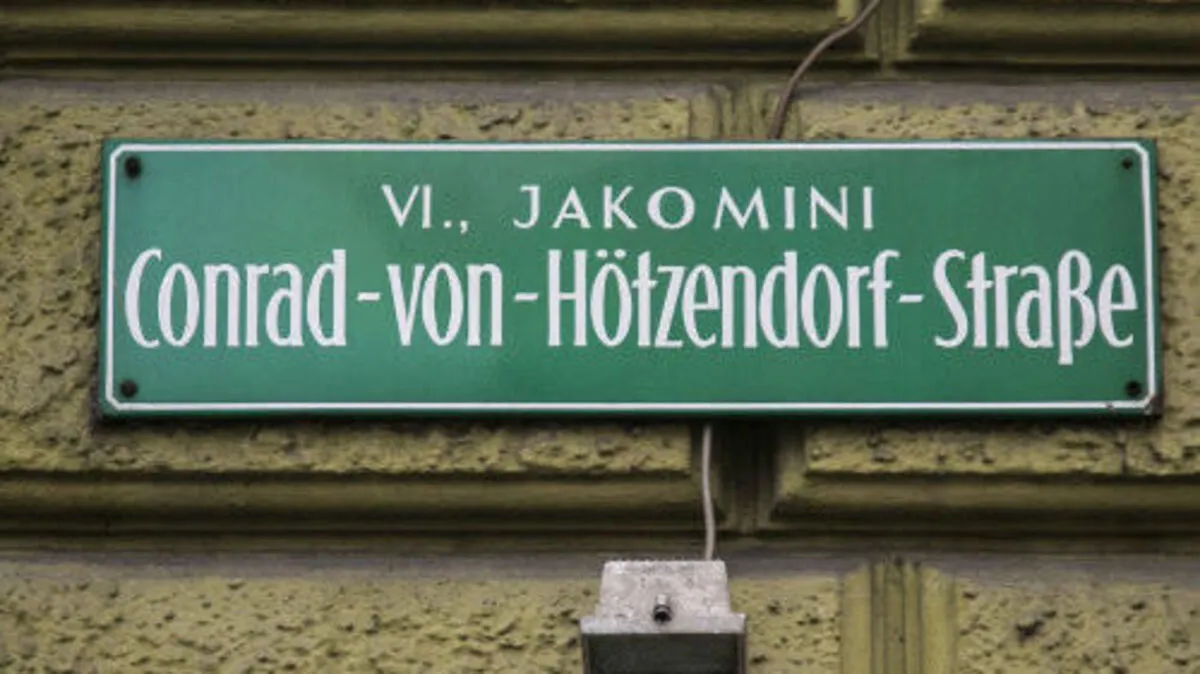 VI., JAKOMINI
Conrad-von-Hötzendorf-Straße